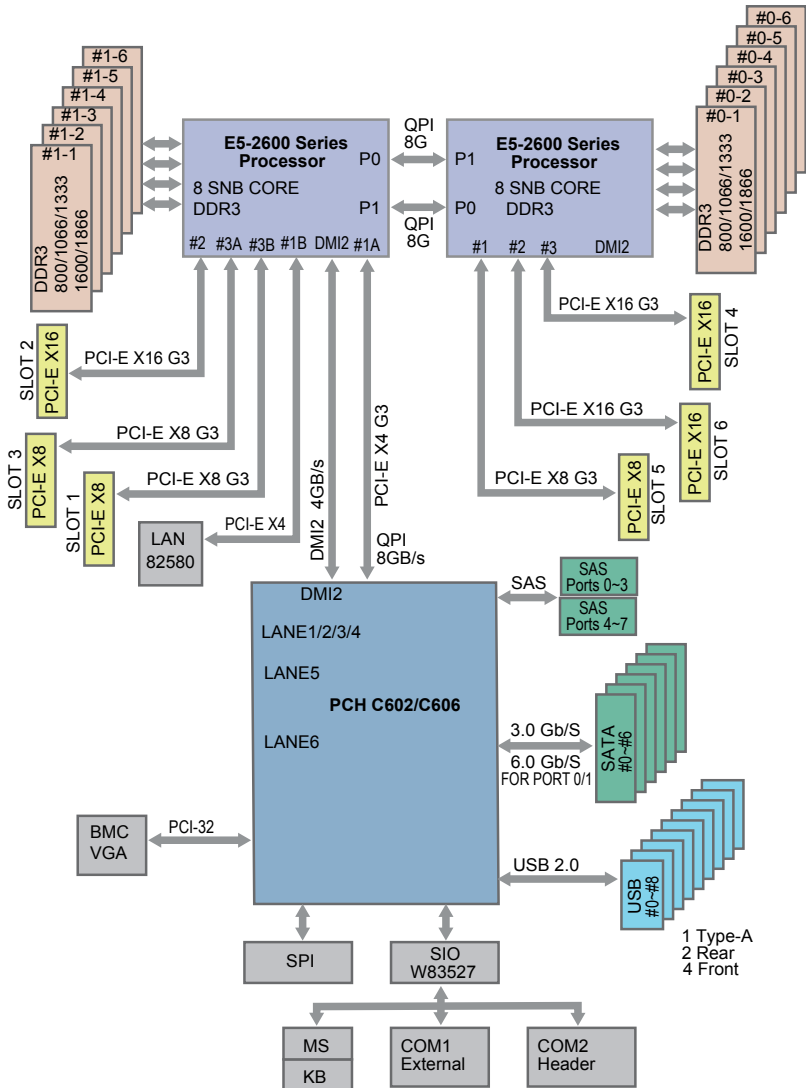 #1-6
#1-5
#1-4
#1-3
#1-2
#1-1
DDR3
800/1066/1333
1600/1866
E5-2600 Series
Processor
8 SNB CORE
DDR3
P0
P1
#2 #3A #3B #1B DMI2 #1A
QPI
8G
QPI
8G
E5-2600 Series
Processor
P1
P0
8 SNB CORE
DDR3
#1 #2 #3 DMI2
#0-6
#0-5
#0-4
#0-3
#0-2
#0-1
DDR3
800/1066/1333
1600/1866
SLOT 2
PCI-E X16
PCI-E X16 G3
SLOT 3
PCI-E X8
PCI-E X8 G3
SLOT 1
PCI-E X8
PCI-E X8 G3
LAN
82580
PCI-E X4
DMI2 4GB/s
PCI-E X4 G3
QPI
8GB/s
PCI-E X16 G3
PCI-E X16
SLOT 4
PCI-E X16 G3
PCI-E X16
SLOT 6
PCI-E X8 G3
PCI-E X8
SLOT 5
DMI2
LANE1/2/3/4
LANE5
PCH C602/C606
LANE6
SAS
SAS
Ports 0~3
SAS
Ports 4~7
3.0 Gb/S
6.0 Gb/S
FOR PORT 0/1
SATA
#0~#6
BMC
VGA
PCI-32
USB 2.0
USB
#0~#8
1 Type-A
2 Rear
4 Front
SPI
SIO
W83527
MS
KB
COM1
External
COM2
Header